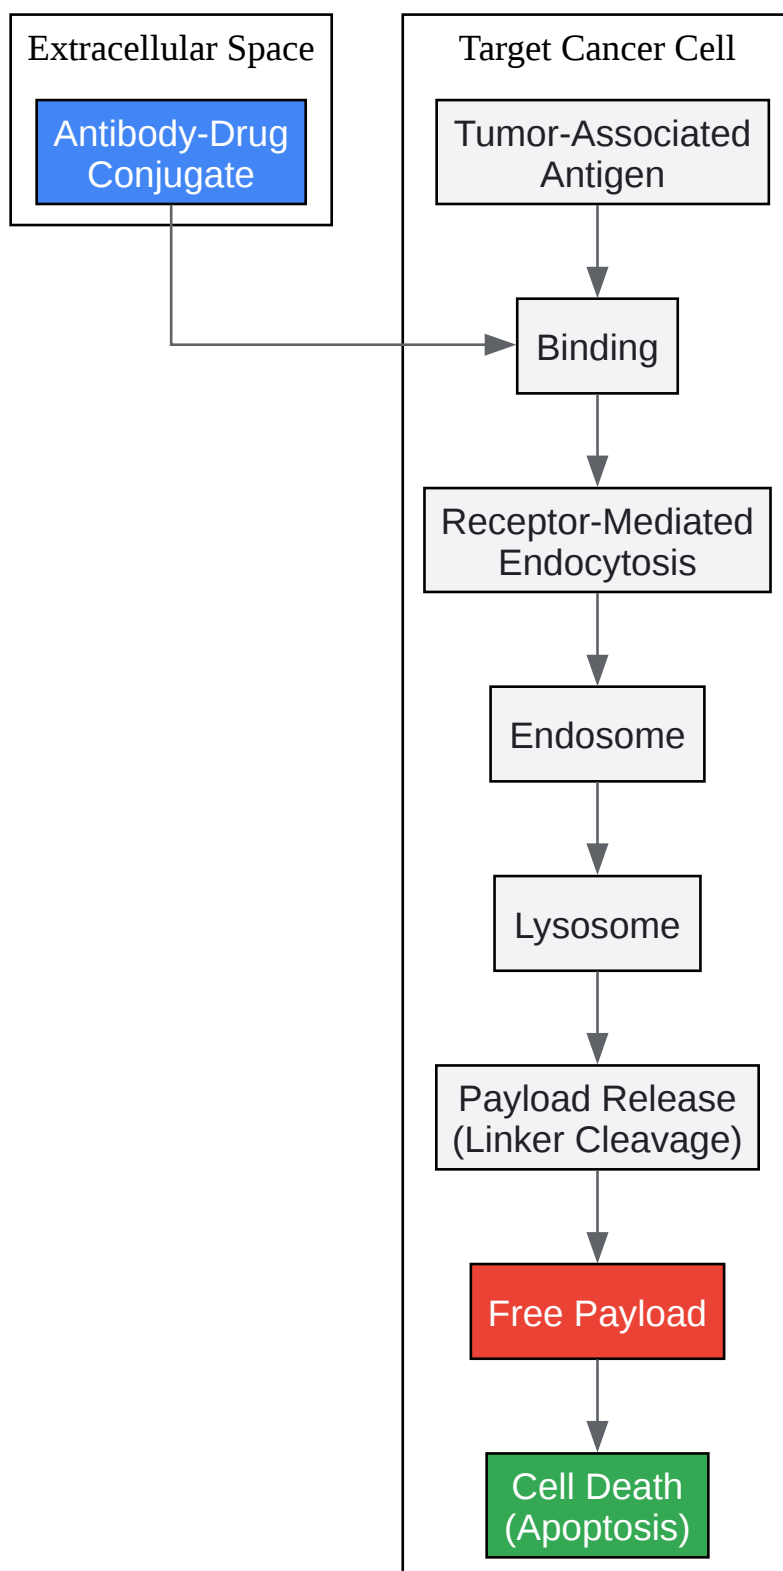 Extracellular Space
Antibody-Drug
Conjugate
Target Cancer Cell
Tumor-Associated
Antigen
Binding
Receptor-Mediated
Endocytosis
Endosome
Lysosome
Payload Release
(Linker Cleavage)
Free Payload
Cell Death
(Apoptosis)